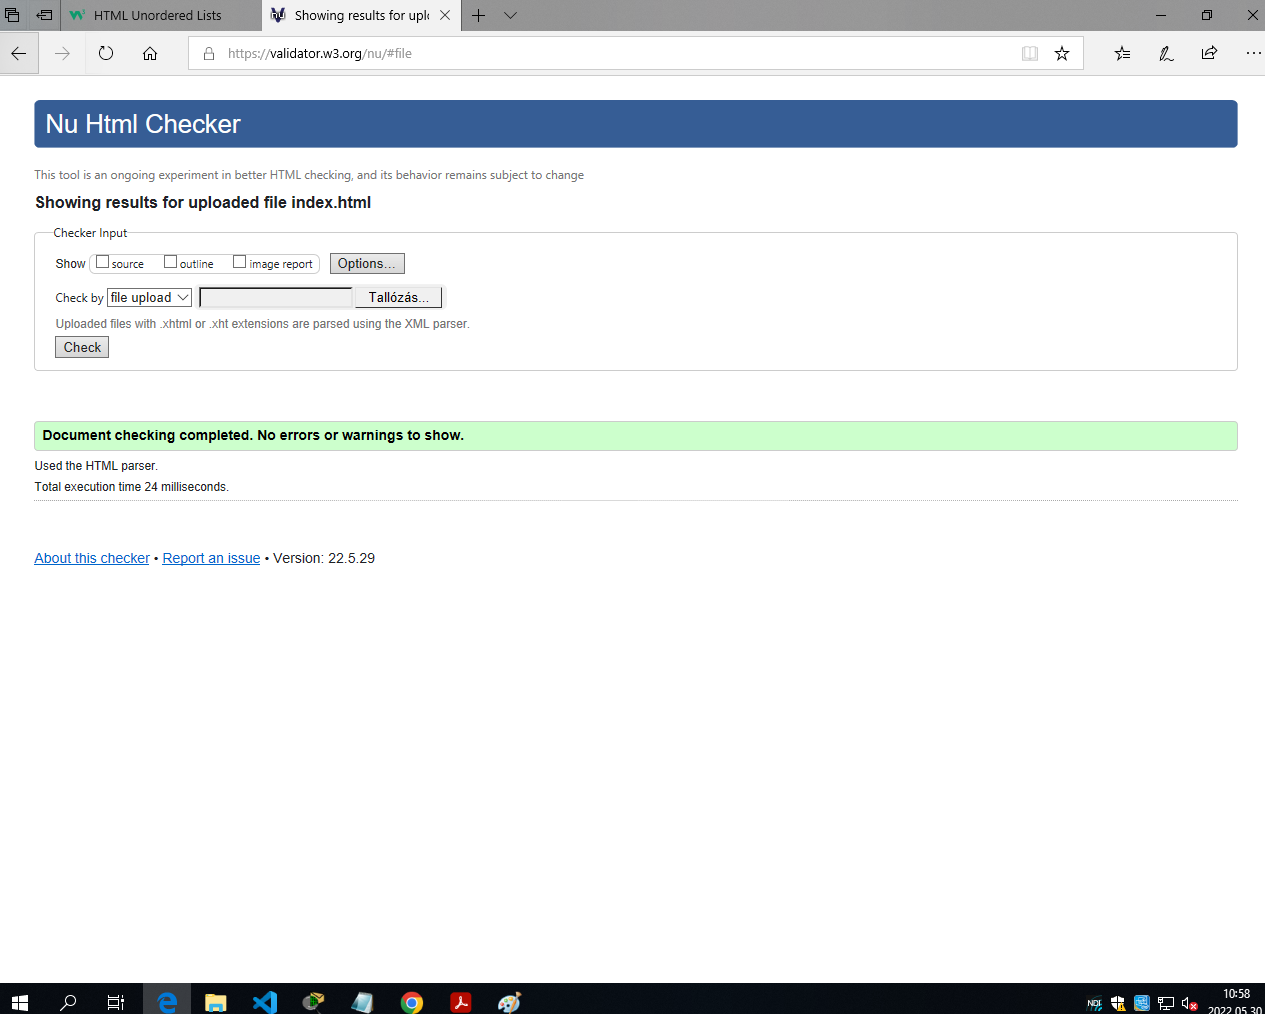 HTML Unordered Lists
Showing results for uplo
https://validator.w3.org/nu/#file
Nu Html Checker
This tool is an ongoing experiment in better HTML checking, and its behavior remains subject to change
Showing results for uploaded file index.html
Checker Input
Show source outline image report Options...
Check by file upload Tallózás...
Uploaded files with .xhtml or .xht extensions are parsed using the XML parser.
Check
Document checking completed. No errors or warnings to show.
Used the HTML parser.
Total execution time 24 milliseconds.
About this checker • Report an issue • Version: 22.5.29
NDI
10:58
2022.05.30